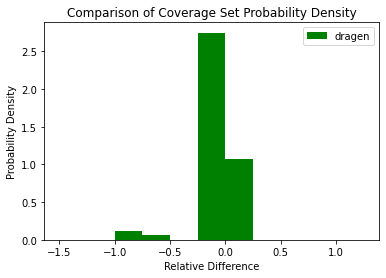 Comparison of Coverage Set Probability Density
dragen
Probability Density
2.5
2.0
1.5
1.0
0.5
0.0
−1.5 −1.0 −0.5 0.0 0.5 1.0
Relative Difference